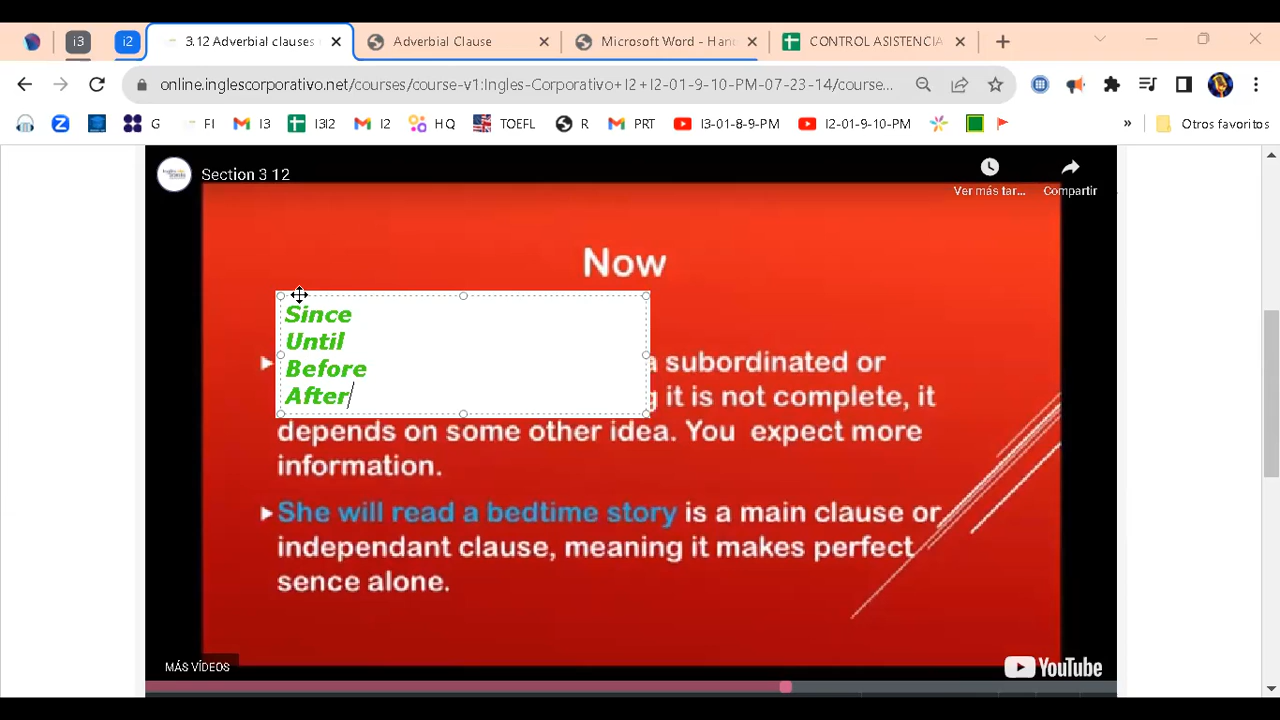 i3
i2
3.12 Adverbial clauses
Adverbial Clause
Microsoft Word - Han
CONTROL ASISTENCIA
online.inglescorporativo.net/courses/course-v1:Ingles-Corporativo+I2+I2-01-9-10-PM-07-23-14/course...
G
FI
I3
I3I2
I2
HQ
TOEFL
R
PRT
I3-01-8-9-PM
I2-01-9-10-PM
»
Otros favoritos
Section 3 12
Ver más tar...
Compartir
Now
Since
Until
Before
After
a subordinated or
g it is not complete, it
depends on some other idea. You expect more
information.
She will read a bedtime story is a main clause or
independant clause, meaning it makes perfect
sence alone.
MÁS VÍDEOS
YouTube